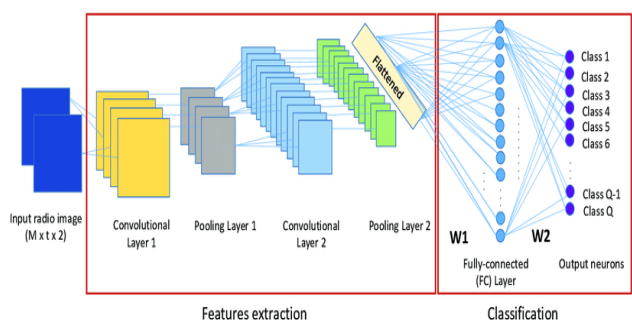 Input radio image
(M x t x 2)
Convolutional
Layer 1
Pooling Layer 1
Convolutional
Layer 2
Pooling Layer 2
Flattened
W1
Fully-connected
(FC) Layer
W2
Class 1
Class 2
Class 3
Class 4
Class 5
Class 6
Class Q-1
Class Q
Output neurons
Features extraction
Classification